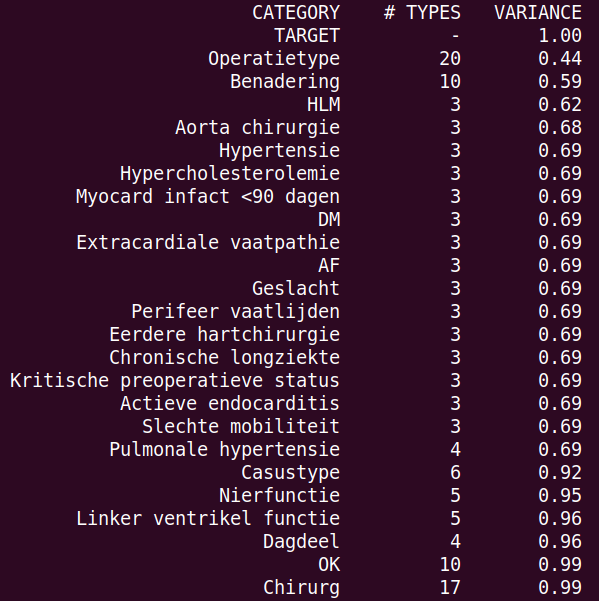 CATEGORY # TYPES VARIANCE
TARGET - 1.00
Operatietype 20 0.44
Benadering 10 0.59
HLM 3 0.62
Aorta chirurgie 3 0.68
Hypertensie 3 0.69
Hypercholesterolemie 3 0.69
Myocard infact <90 dagen 3 0.69
DM 3 0.69
Extracardiale vaatpathie 3 0.69
AF 3 0.69
Geslacht 3 0.69
Perifeer vaatlijden 3 0.69
Eerdere hartchirurgie 3 0.69
Chronische longziekte 3 0.69
Kritische preoperatieve status 3 0.69
Actieve endocarditis 3 0.69
Slechte mobiliteit 3 0.69
Pulmonale hypertensie 4 0.69
Casustype 6 0.92
Nierfunctie 5 0.95
Linker ventrikel functie 5 0.96
Dagdeel 4 0.96
OK 10 0.99
Chirurg 17 0.99